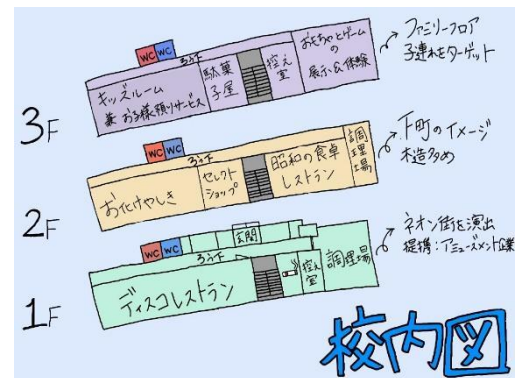 WC WC
ろうか
キッズルーム
兼 お子様預りサービス
駄菓
子屋
控え
室
おもちゃとゲーム
の
展示&体験
ファミリーフロア
子連れをターゲット
3F
WC WC
ろうか
お化けやしき
セレクト
ショップ
昭和の食卓
レストラン
調
理
場
下町のイメージ
木造多め
2F
WC WC
ろうか
玄関
ディスコレストラン
控え
室
調理場
ネオン街を演出
提携:アミューズメント企業
1F
校内図